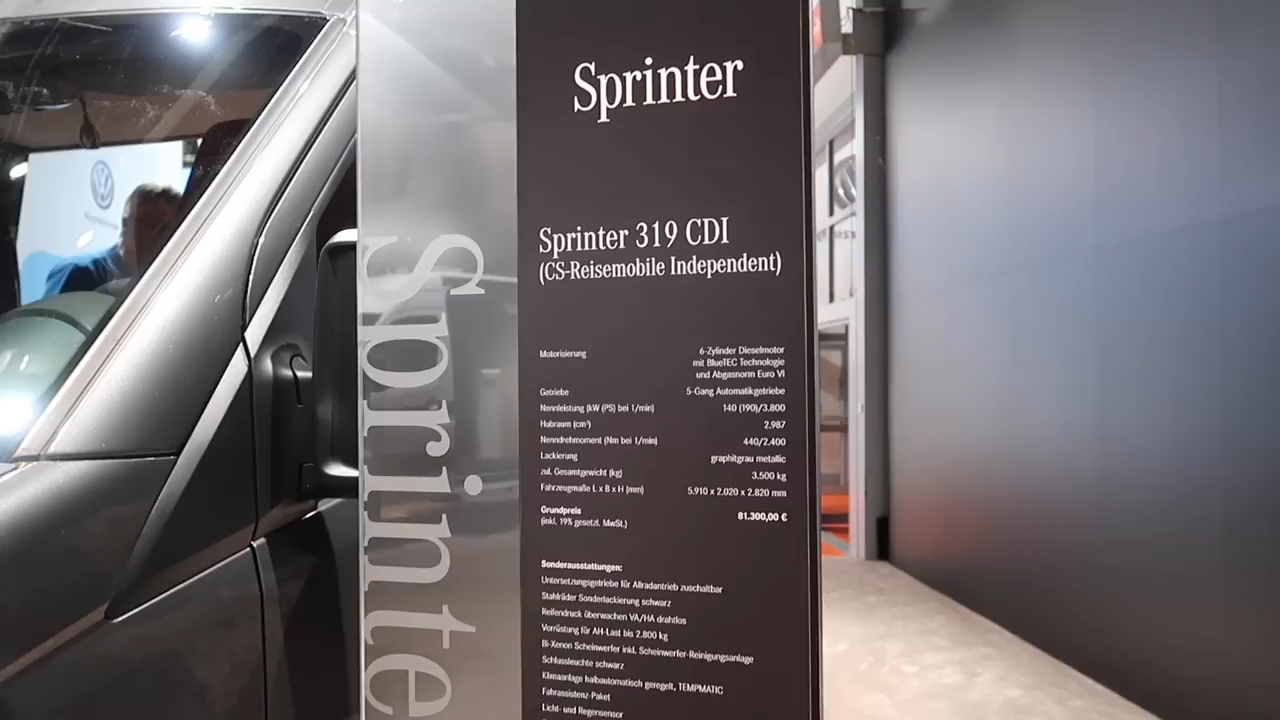 Sprinter
Sprinte
Sprinter 319 CDI
(CS-Reisemobile Independent)
Motorisierung 6-Zylinder Dieselmotor
mit BlueTEC Technologie
und Abgasnorm Euro VI
Getriebe 5-Gang Automatikgetriebe
Nennleistung (kW (PS) bei 1/min) 140 (190)/3.800
Hubraum (cm³) 2.987
Nenndrehmoment (Nm bei 1/min) 440/2.400
Lackierung graphitgrau metallic
zul. Gesamtgewicht (kg) 3.500 kg
Fahrzeugmaße L x B x H (mm) 5.910 x 2.020 x 2.820 mm
Grundpreis 81.300,00 €
(inkl. 19% gesetzl. MwSt.)
Sonderausstattungen:
Untersetzungsgetriebe für Allradantrieb zuschaltbar
Stahlräder Sonderlackierung schwarz
Reifendruck überwachen VA/HA drahtlos
Vorrüstung für AH-Last bis 2.800 kg
Bi-Xenon Scheinwerfer inkl. Scheinwerfer-Reinigungsanlage
Schlussleuchte schwarz
Klimaanlage halbautomatisch geregelt, TEMPMATIC
Fahrassistenz-Paket
Licht- und Regensensor